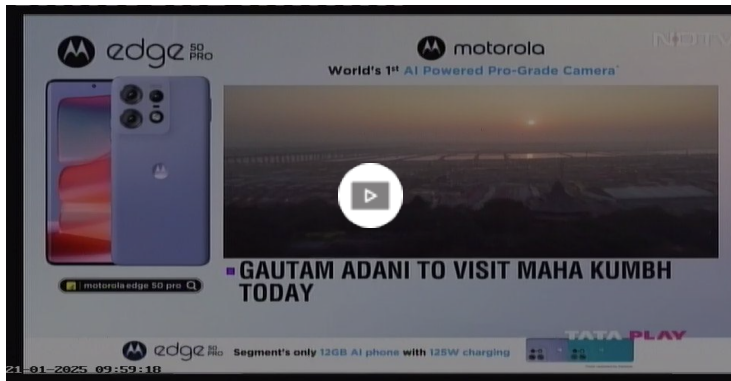 edge 50 PRO
motorola
NDTV
World's 1st AI Powered Pro-Grade Camera*
GAUTAM ADANI TO VISIT MAHA KUMBH
TODAY
motorola edge 50 pro
TATA PLAY
edge 50 PRO Segment's only 12GB AI phone with 125W charging
21-01-2025 09:59:18